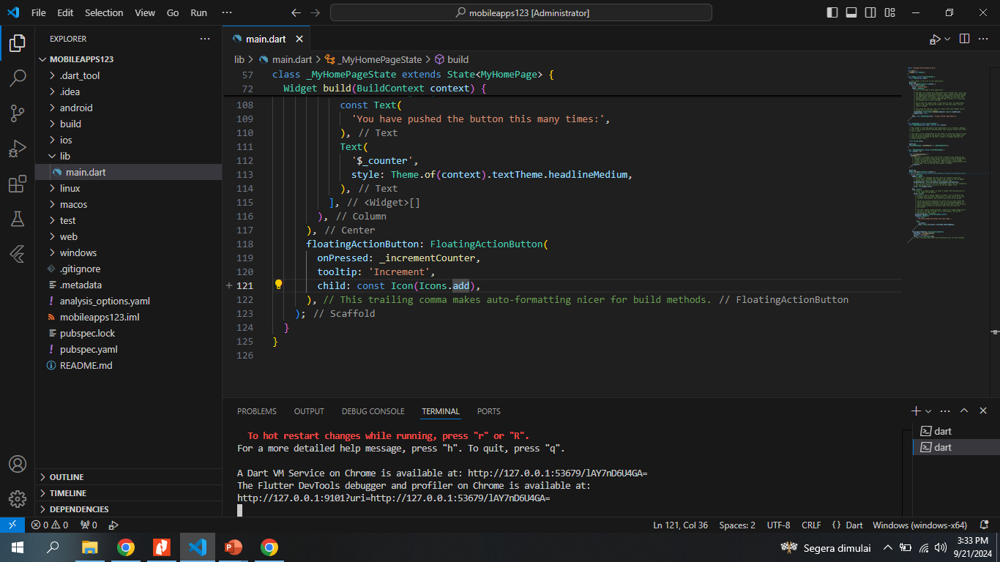 File Edit Selection View Go Run ···
mobileapps123 [Administrator]
EXPLORER
MOBILEAPPS123
.dart_tool
.idea
android
build
ios
lib
main.dart
linux
macos
test
web
windows
.gitignore
.metadata
analysis_options.yaml
mobileapps123.iml
pubspec.lock
pubspec.yaml
README.md
OUTLINE
TIMELINE
DEPENDENCIES
main.dart
lib > main.dart > _MyHomePageState > build
57 class _MyHomePageState extends State<MyHomePage> {
72 Widget build(BuildContext context) {
108 const Text(
109 'You have pushed the button this many times:',
110 ), // Text
111 Text(
112 '$_counter',
113 style: Theme.of(context).textTheme.headlineMedium,
114 ), // Text
115 ], // <Widget>[]
116 ), // Column
117 ), // Center
118 floatingActionButton: FloatingActionButton(
119 onPressed: _incrementCounter,
120 tooltip: 'Increment',
121 child: const Icon(Icons.add),
122 ), // This trailing comma makes auto-formatting nicer for build methods. // FloatingActionButton
123 ); // Scaffold
124 }
125 }
126
PROBLEMS OUTPUT DEBUG CONSOLE TERMINAL PORTS
To hot restart changes while running, press "r" or "R".
For a more detailed help message, press "h". To quit, press "q".
A Dart VM Service on Chrome is available at: http://127.0.0.1:53679/lAY7nD6U4GA=
The Flutter DevTools debugger and profiler on Chrome is available at:
http://127.0.0.1:9101?uri=http://127.0.0.1:53679/lAY7nD6U4GA=
dart
dart
0 0 0 Ln 121, Col 36 Spaces: 2 UTF-8 CRLF {} Dart Windows (windows-x64)
Segera dimulai
3:33 PM
9/21/2024